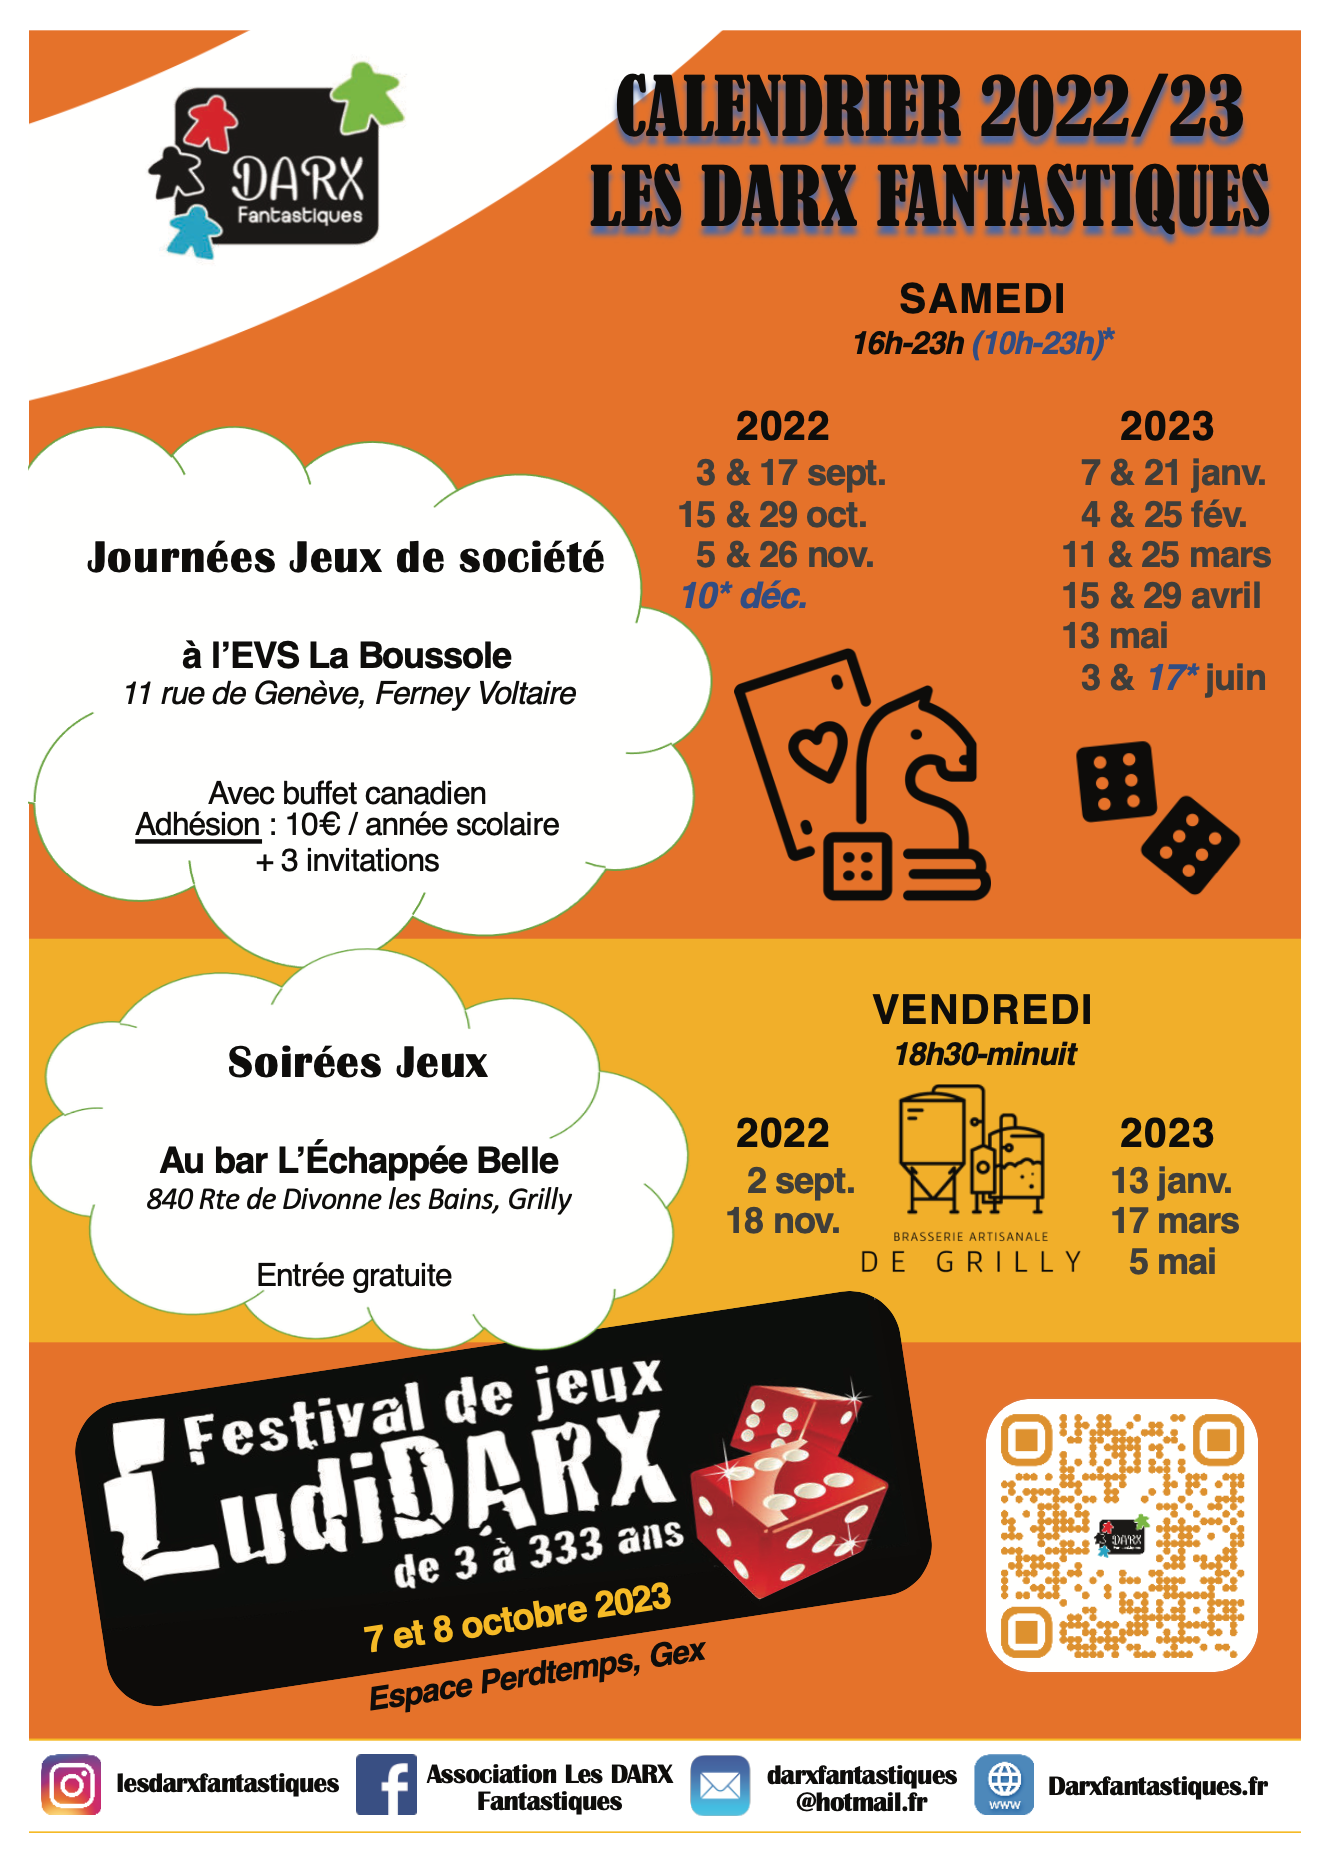 DARX
Fantastiques
CALENDRIER 2022/23
LES DARX FANTASTIQUES
SAMEDI
16h-23h (10h-23h)*
2022
3 & 17 sept.
15 & 29 oct.
5 & 26 nov.
10* déc.
2023
7 & 21 janv.
4 & 25 fév.
11 & 25 mars
15 & 29 avril
13 mai
3 & 17* juin
Journées Jeux de société
à l'EVS La Boussole
11 rue de Genève, Ferney Voltaire
Avec buffet canadien
Adhésion : 10€ / année scolaire
+ 3 invitations
Soirées Jeux
Au bar L'Échappée Belle
840 Rte de Divonne les Bains, Grilly
Entrée gratuite
VENDREDI
18h30-minuit
2022
2 sept.
18 nov.
BRASSERIE ARTISANALE
DE GRILLY
2023
13 janv.
17 mars
5 mai
Festival de jeux
LudiDARX
de 3 à 333 ans
7 et 8 octobre 2023
Espace Perdtemps, Gex
DARX
lesdarxfantastiques
Association Les DARX
Fantastiques
darxfantastiques
@hotmail.fr
www
Darxfantastiques.fr